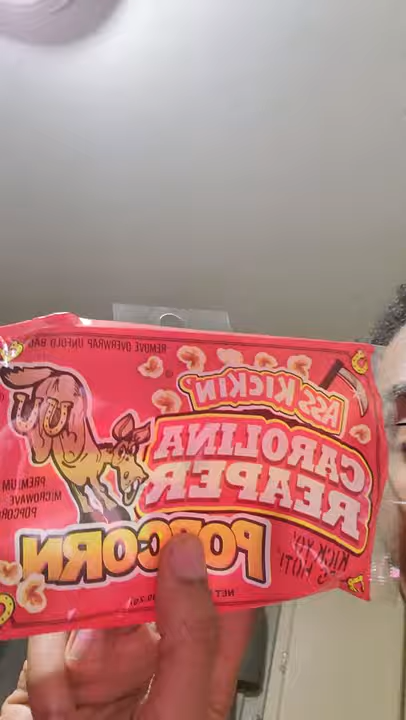 REMOVE OVERWRAP UNFOLD BAG
ASS KICKIN'
®
CAROLINA
REAPER
POPCORN
PREMIUM
MICROWAVE
POPCORN
KICK YO
HOT!
NET